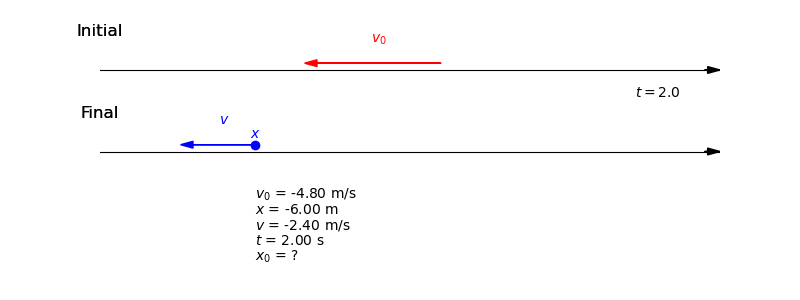 Initial
v₀
t = 2.0
Final
v
x
v₀ = -4.80 m/s
x = -6.00 m
v = -2.40 m/s
t = 2.00 s
x₀ = ?